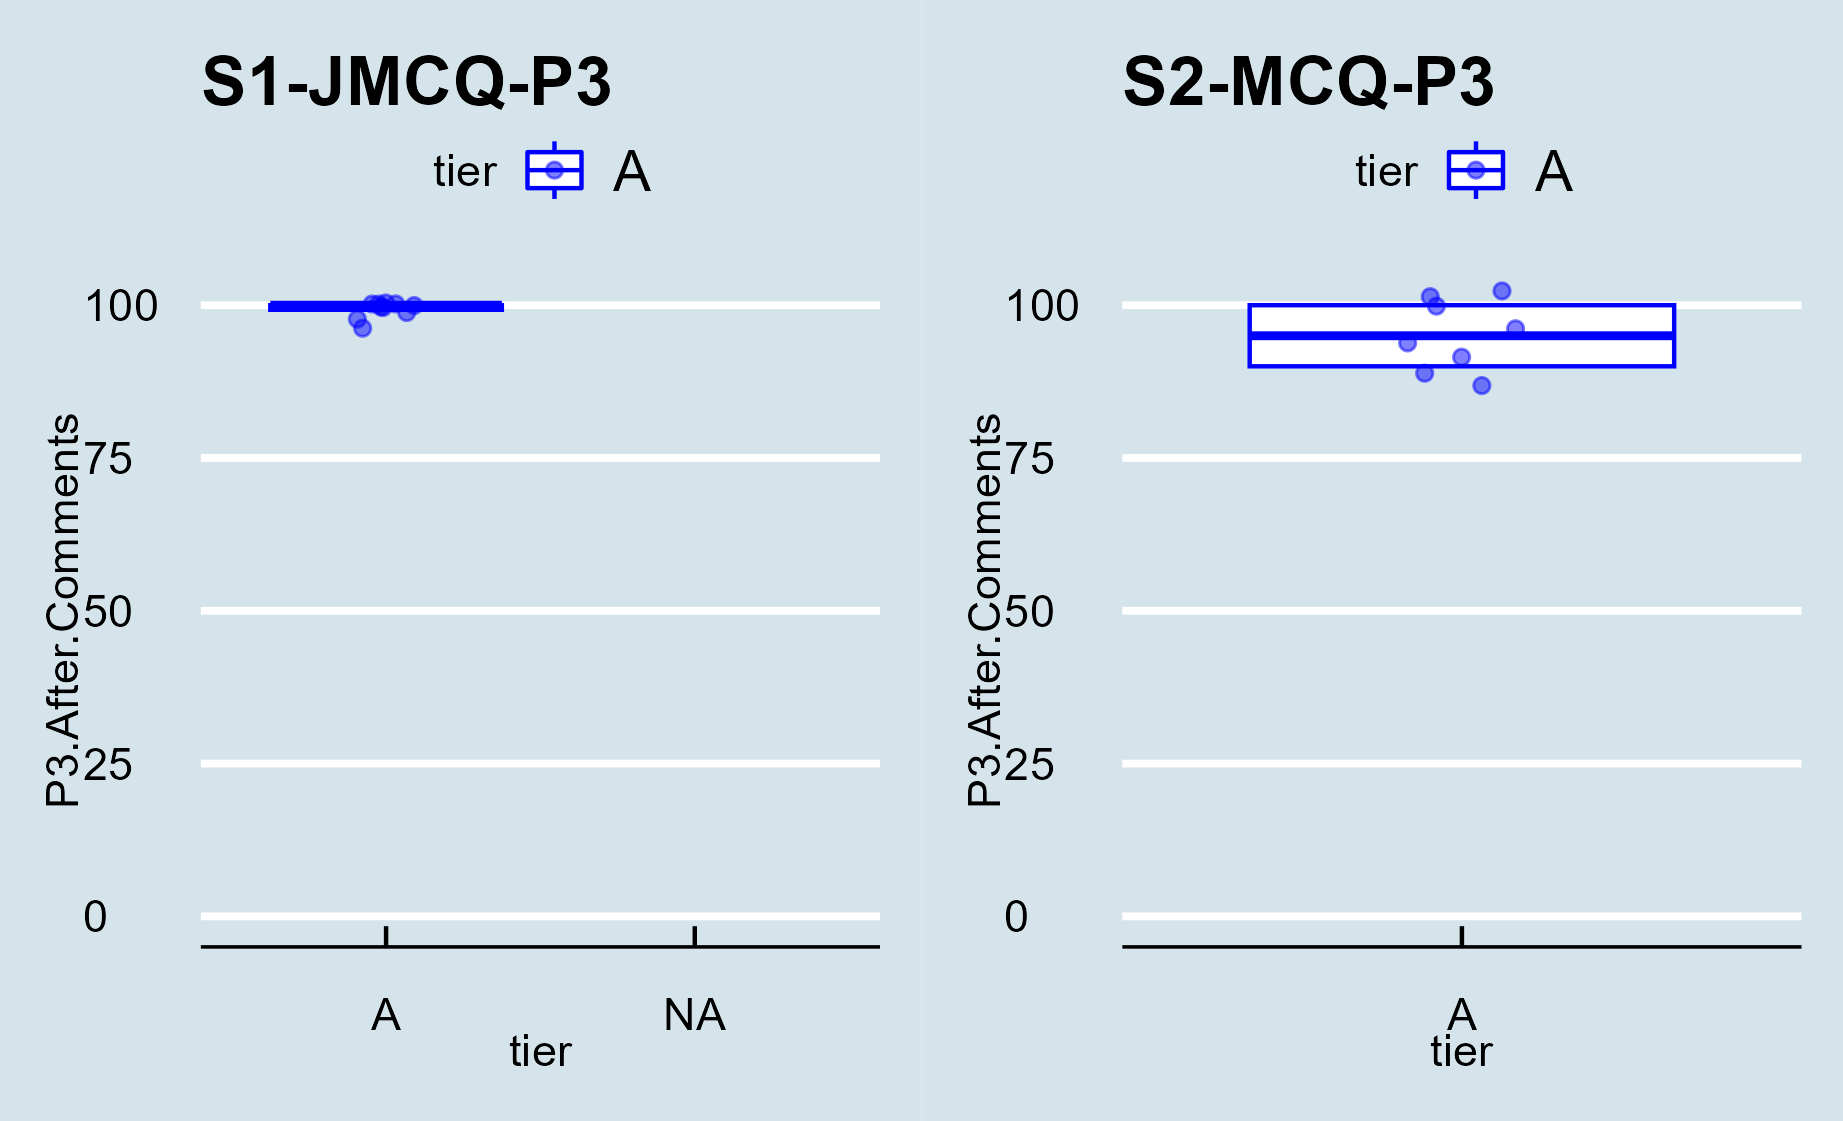 S1-JMCQ-P3
tier A
P3.After.Comments
100
75
50
25
0
A NA
tier
S2-MCQ-P3
tier A
P3.After.Comments
100
75
50
25
0
A
tier